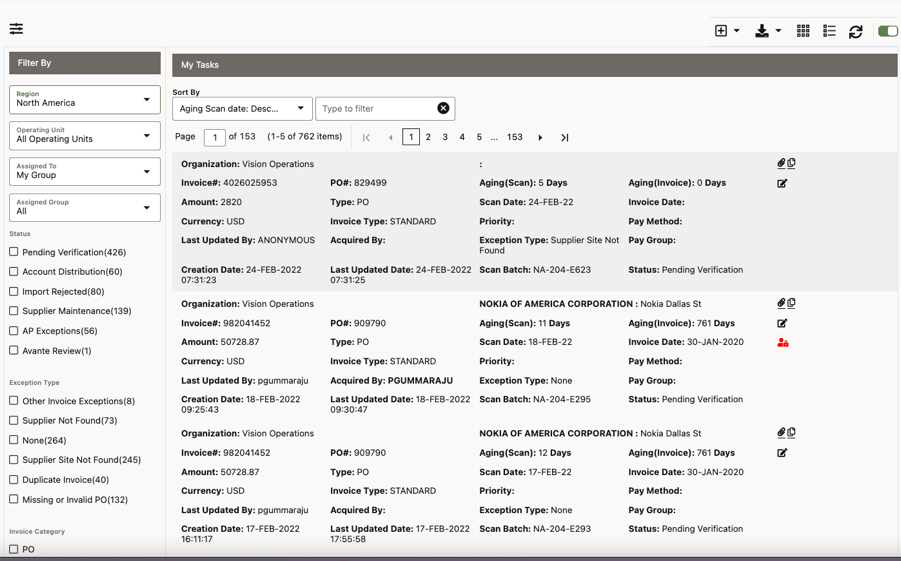 Filter By
Region
North America
Operating Unit
All Operating Units
Assigned To
My Group
Assigned Group
All
Status
Pending Verification(426)
Account Distribution(60)
Import Rejected(80)
Supplier Maintenance(139)
AP Exceptions(56)
Avante Review(1)
Exception Type
Other Invoice Exceptions(8)
Supplier Not Found(73)
None(264)
Supplier Site Not Found(245)
Duplicate Invoice(40)
Missing or Invalid PO(132)
Invoice Category
PO
My Tasks
Sort By
Aging Scan date: Desc... Type to filter
Page 1 of 153 (1-5 of 762 items) 1 2 3 4 5 ... 153
Organization: Vision Operations :
Invoice#: 4026025953 PO#: 829499 Aging(Scan): 5 Days Aging(Invoice): 0 Days
Amount: 2820 Type: PO Scan Date: 24-FEB-22 Invoice Date:
Currency: USD Invoice Type: STANDARD Priority: Pay Method:
Last Updated By: ANONYMOUS Acquired By: Exception Type: Supplier Site Not Pay Group:
Found
Creation Date: 24-FEB-2022 Last Updated Date: 24-FEB-2022 Scan Batch: NA-204-E623 Status: Pending Verification
07:31:23 07:31:25
Organization: Vision Operations NOKIA OF AMERICA CORPORATION : Nokia Dallas St
Invoice#: 982041452 PO#: 909790 Aging(Scan): 11 Days Aging(Invoice): 761 Days
Amount: 50728.87 Type: PO Scan Date: 18-FEB-22 Invoice Date: 30-JAN-2020
Currency: USD Invoice Type: STANDARD Priority: Pay Method:
Last Updated By: pgummaraju Acquired By: PGUMMARAJU Exception Type: None Pay Group:
Creation Date: 18-FEB-2022 Last Updated Date: 18-FEB-2022 Scan Batch: NA-204-E295 Status: Pending Verification
09:25:43 09:30:47
Organization: Vision Operations NOKIA OF AMERICA CORPORATION : Nokia Dallas St
Invoice#: 982041452 PO#: 909790 Aging(Scan): 12 Days Aging(Invoice): 761 Days
Amount: 50728.87 Type: PO Scan Date: 17-FEB-22 Invoice Date: 30-JAN-2020
Currency: USD Invoice Type: STANDARD Priority: Pay Method:
Last Updated By: pgummaraju Acquired By: Exception Type: None Pay Group:
Creation Date: 17-FEB-2022 Last Updated Date: 17-FEB-2022 Scan Batch: NA-204-E293 Status: Pending Verification
16:11:17 17:55:58